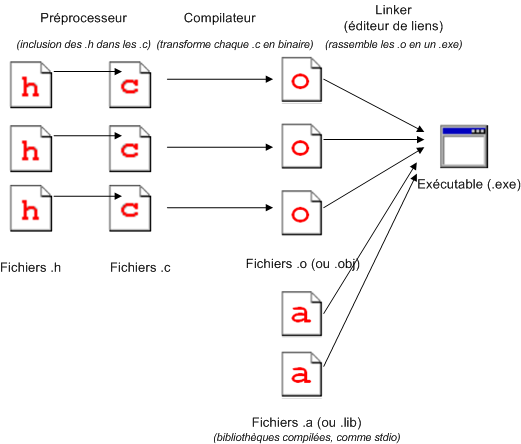 Préprocesseur
Compilateur
Linker
(éditeur de liens)
(inclusion des .h dans les .c)
(transforme chaque .c en binaire)
(rassemble les .o en un .exe)
h
c
o
h
c
o
Exécutable (.exe)
h
c
o
Fichiers .h
Fichiers .c
Fichiers .o (ou .obj)
a
a
Fichiers .a (ou .lib)
(bibliothèques compilées, comme stdio)